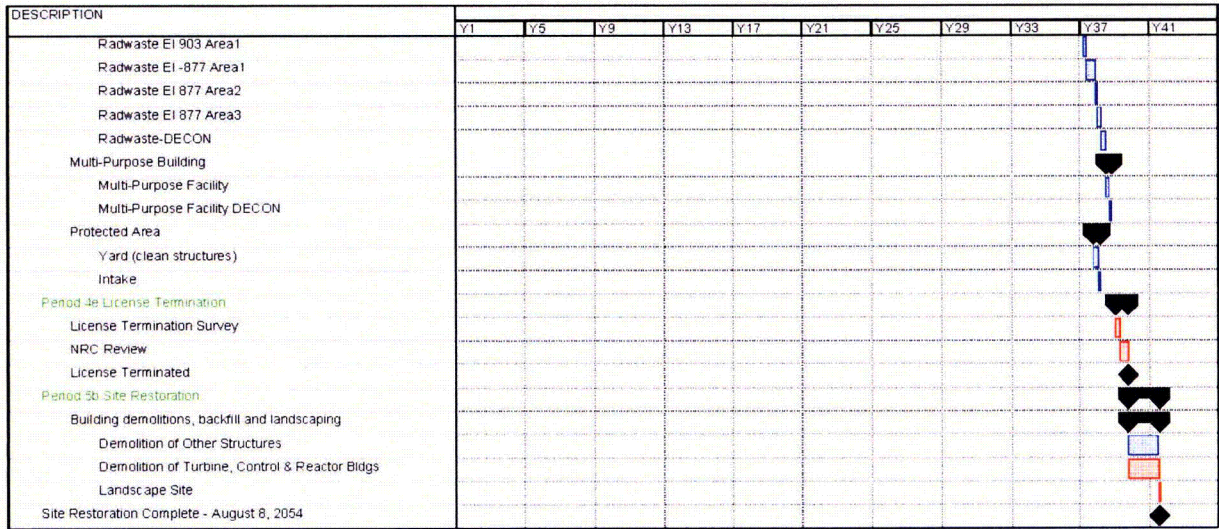 DESCRIPTION
Y1 Y5 Y9 Y13 Y17 Y21 Y25 Y29 Y33 Y37 Y41
Radwaste El 903 Area1
Radwaste El -877 Area1
Radwaste El 877 Area2
Radwaste El 877 Area3
Radwaste-DECON
Multi-Purpose Building
Multi-Purpose Facility
Multi-Purpose Facility DECON
Protected Area
Yard (clean structures)
Intake
Period 4e License Termination
License Termination Survey
NRC Review
License Terminated
Period 5b Site Restoration
Building demolitions, backfill and landscaping
Demolition of Other Structures
Demolition of Turbine, Control & Reactor Bldgs
Landscape Site
Site Restoration Complete - August 8, 2054